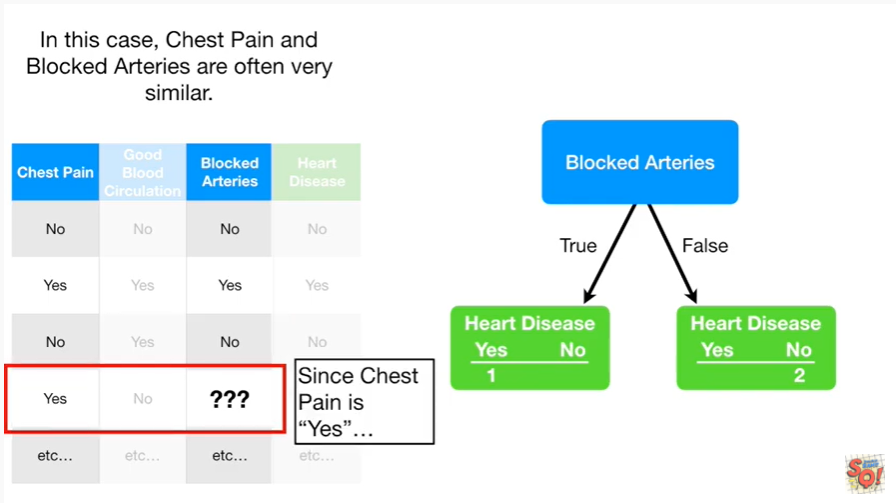 In this case, Chest Pain and
Blocked Arteries are often very
similar.
Chest Pain
Good
Blood
Circulation
Blocked
Arteries
Heart
Disease
No No No No
Yes Yes Yes Yes
No Yes No No
Yes No ???
etc... etc... etc... etc...
Since Chest
Pain is
“Yes”...
Blocked Arteries
True False
Heart Disease
Yes No
1
Heart Disease
Yes No
2
SQ!